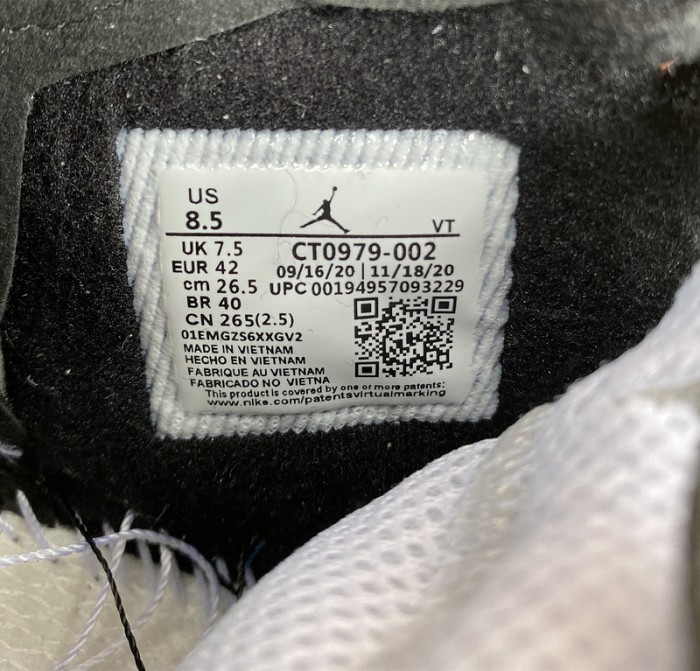 US
8.5
VT
UK 7.5
CT0979-002
EUR 42
09/16/20 | 11/18/20
cm 26.5
UPC 00194957093229
BR 40
CN 265(2.5)
01EMGZS6XXGV2
MADE IN VIETNAM
HECHO EN VIETNAM
FABRIQUE AU VIETNAM
FABRICADO NO VIETNA
This product is covered by one or more patents:
www.nike.com/patentsvirtualmarking